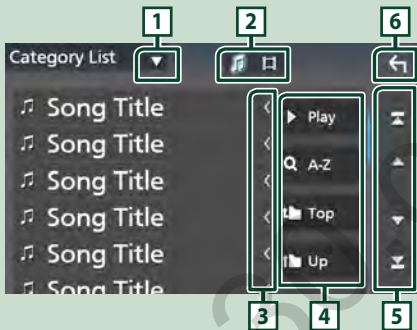 1 2 6
Category List
Song Title
Play
Song Title
A-Z
Song Title
Song Title
Top
Song Title
Up
Song Title
3 4 5